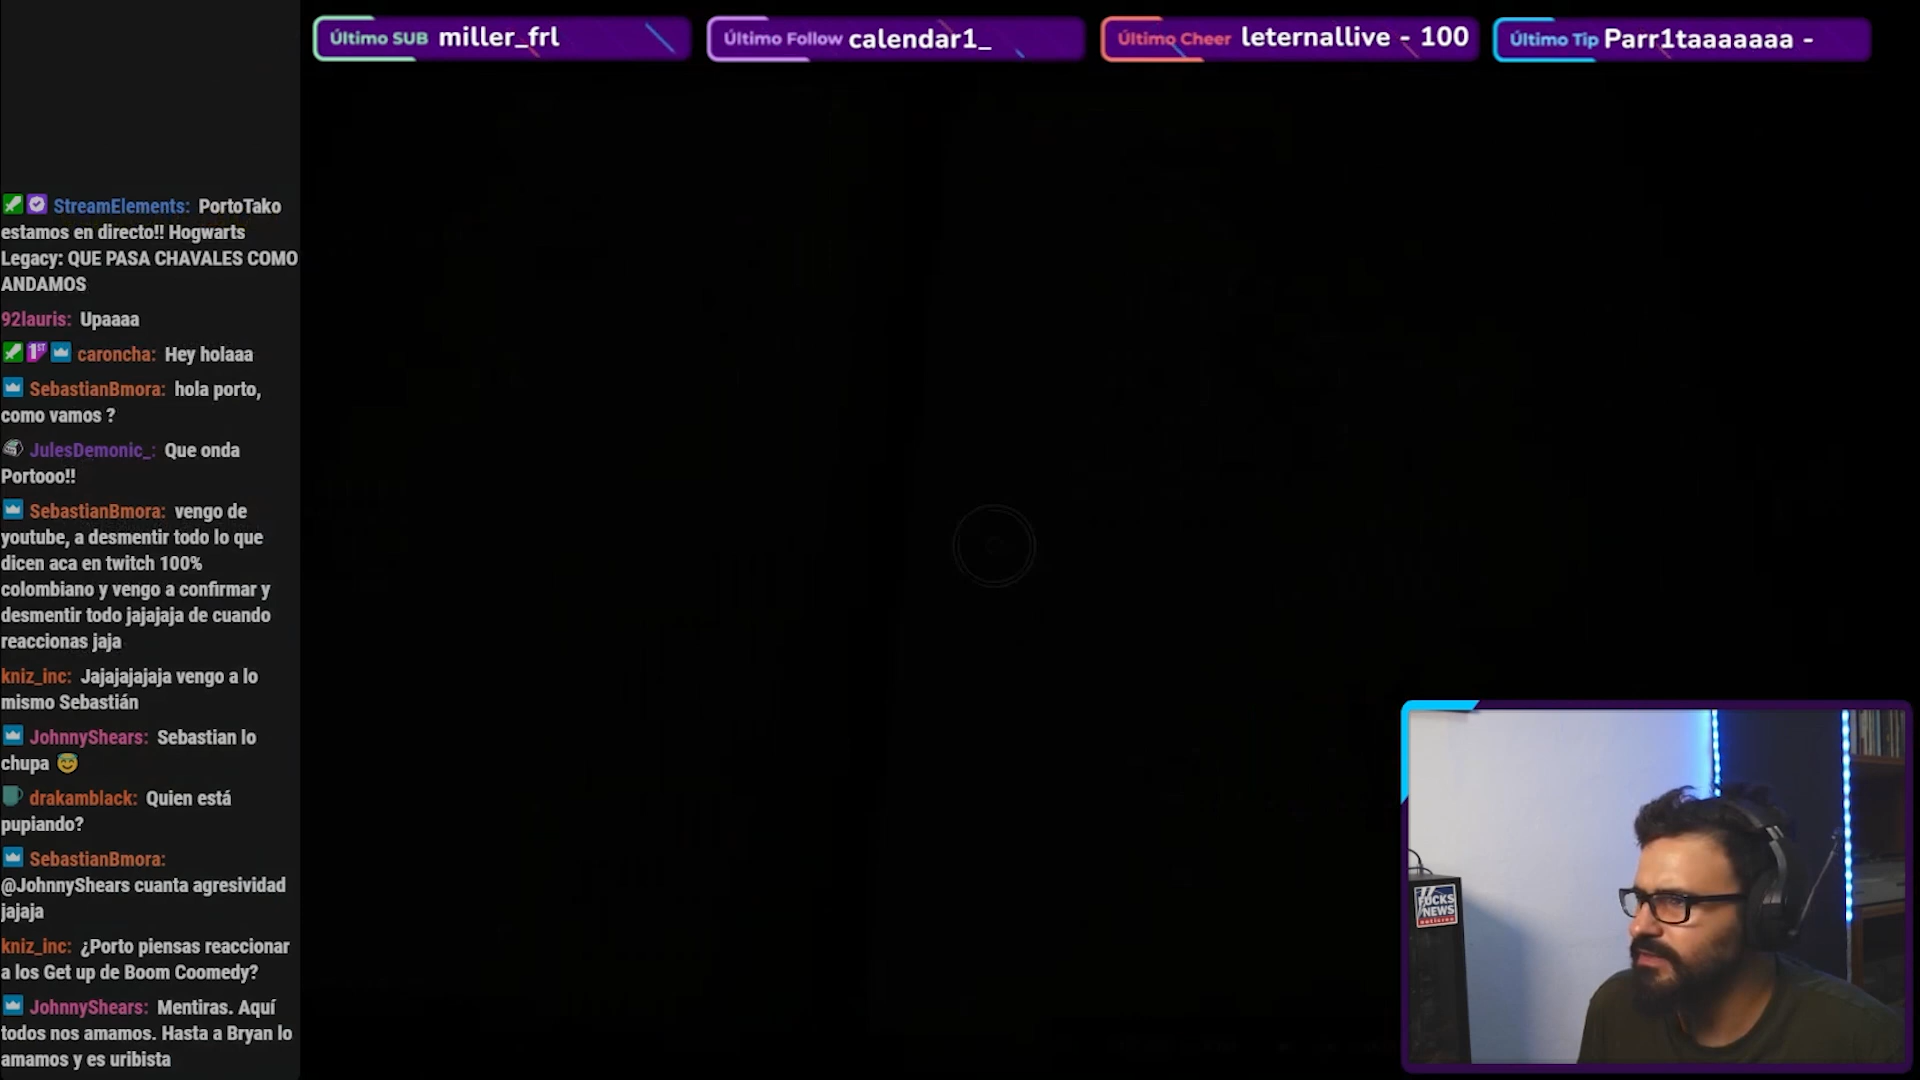 Último SUB miller_frl
Último Follow calendar1_
Último Cheer leternallive - 100
Último Tip Parr1taaaaaaa -
StreamElements: PortoTako
estamos en directo!! Hogwarts
Legacy: QUE PASA CHAVALES COMO
ANDAMOS
92lauris: Upaaaa
1ST caroncha: Hey holaaa
SebastianBmora: hola porto,
como vamos ?
JulesDemonic_: Que onda
Portooo!!
SebastianBmora: vengo de
youtube, a desmentir todo lo que
dicen aca en twitch 100%
colombiano y vengo a confirmar y
desmentir todo jajajaja de cuando
reaccionas jaja
kniz_inc: Jajajajajaja vengo a lo
mismo Sebastián
JohnnyShears: Sebastian lo
chupa 😇
drakamblack: Quien está
pupiando?
SebastianBmora:
@JohnnyShears cuanta agresividad
jajaja
kniz_inc: ¿Porto piensas reaccionar
a los Get up de Boom Coomedy?
JohnnyShears: Mentiras. Aquí
todos nos amamos. Hasta a Bryan lo
amamos y es uribista
FOCKS
NEWS
noticres